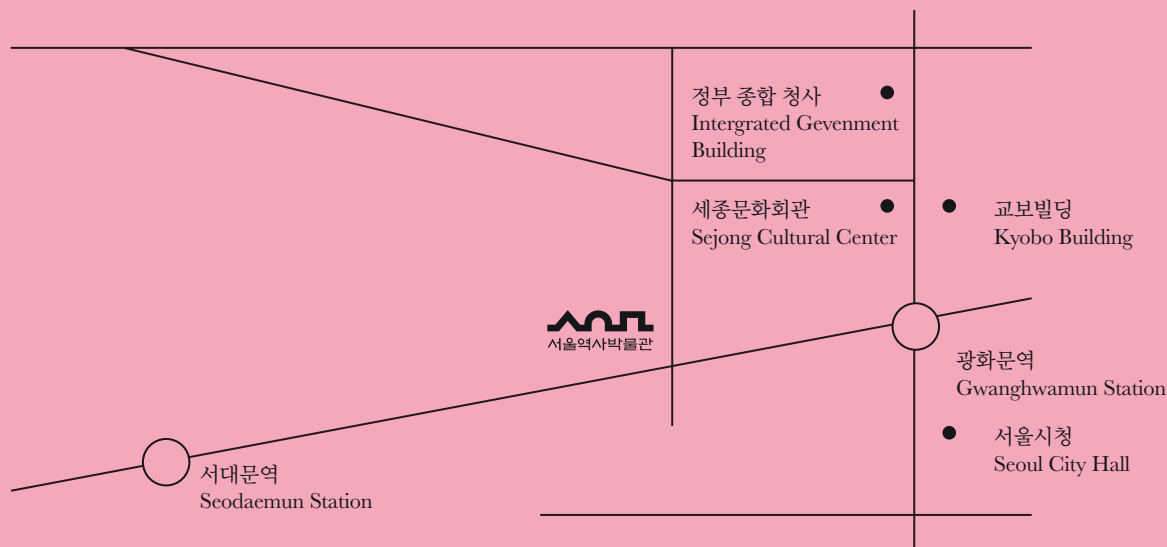 정부 종합 청사
Intergrated Gevenment
Building
세종문화회관
Sejong Cultural Center
교보빌딩
Kyobo Building
서울역사박물관
광화문역
Gwanghwamun Station
서울시청
Seoul City Hall
서대문역
Seodaemun Station